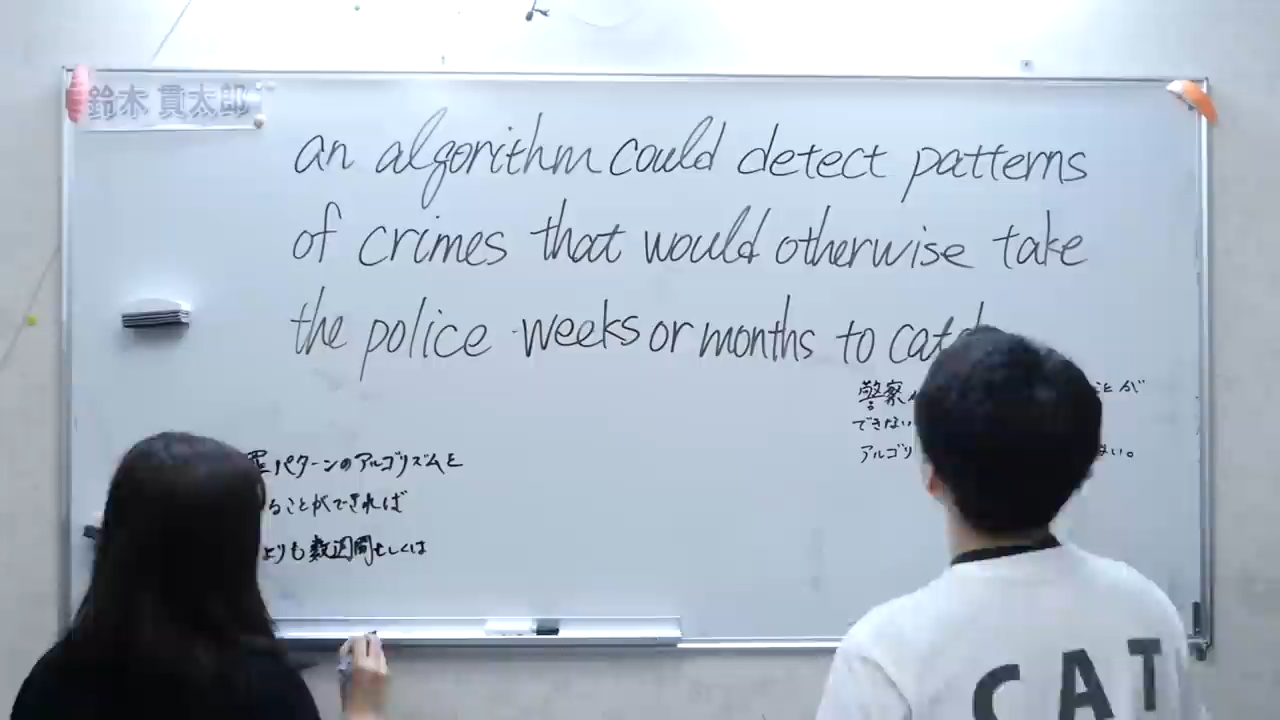 鈴木 貫太郎
an algorithm could detect patterns
of crimes that would otherwise take
the police weeks or months to
警察
できない
アルゴリ
ことが
ない。
罪パターンのアルゴリズムを
ることができれば
よりも数週間もしくは
CAT